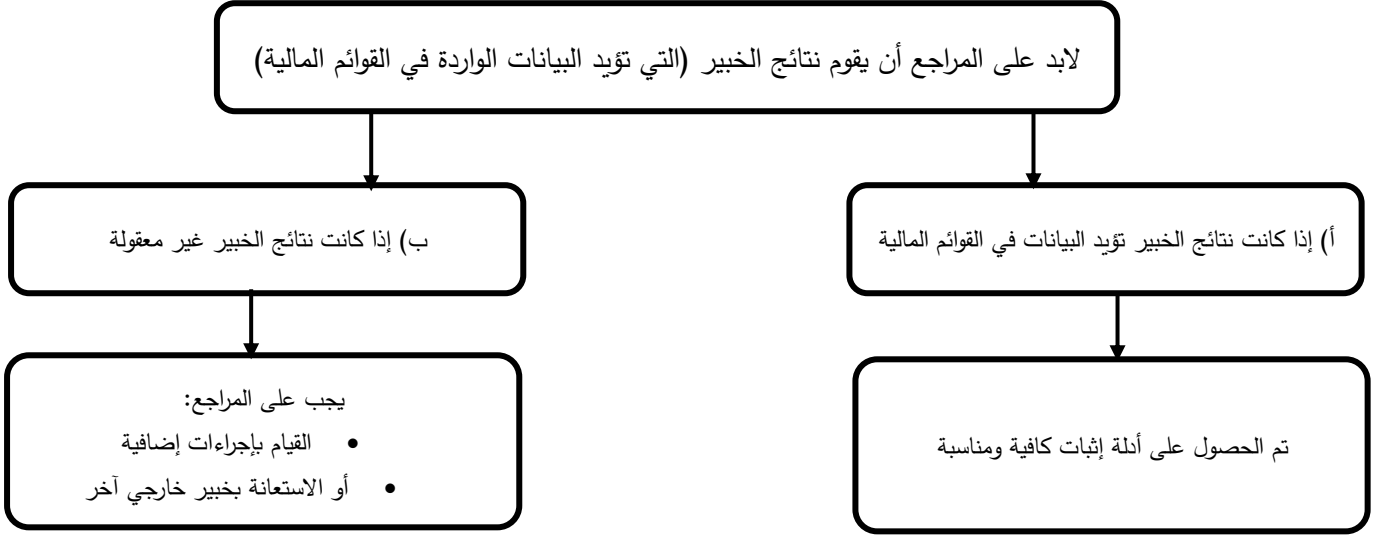 لابد على المراجع أن يقوم نتائج الخبير (التي تؤيد البيانات الواردة في القوائم المالية)
أ) إذا كانت نتائج الخبير تؤيد البيانات في القوائم المالية
ب) إذا كانت نتائج الخبير غير معقولة
تم الحصول على أدلة إثبات كافية ومناسبة
يجب على المراجع:
• القيام بإجراءات إضافية
• أو الاستعانة بخبير خارجي آخر